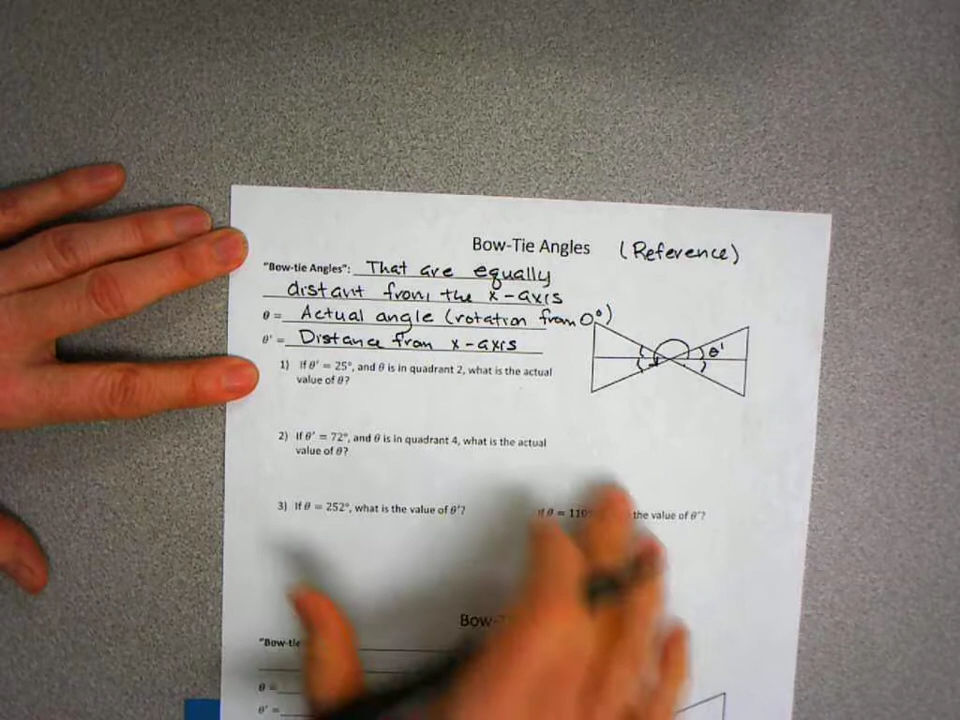 Bow-Tie Angles (Reference)
"Bow-tie Angles": That are equally
distant from the x-axis
θ = Actual angle (rotation from 0°)
θ' = Distance from x-axis
θ'
1) If θ' = 25°, and θ is in quadrant 2, what is the actual
value of θ?
2) If θ' = 72°, and θ is in quadrant 4, what is the actual
value of θ?
3) If θ = 252°, what is the value of θ'? If θ = 110° the value of θ'?
Bow-
"Bow-tie
θ =
θ' =